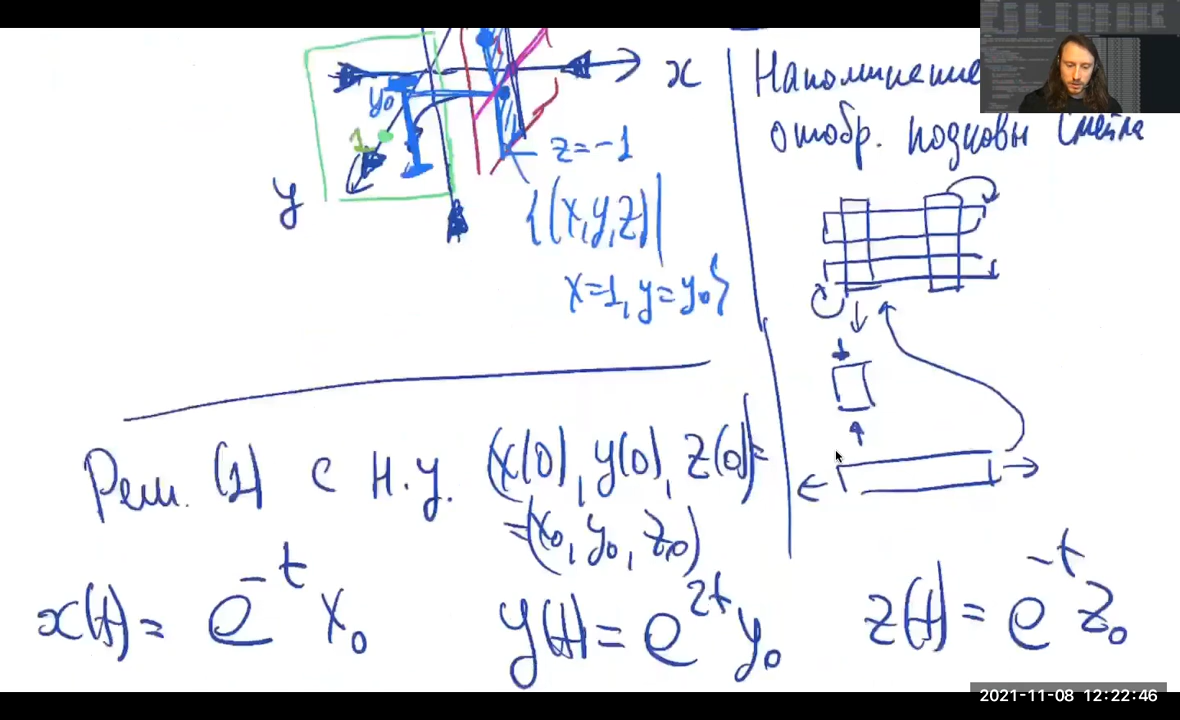 x
y₀
1
z=-1
y
{(x,y,z)|
x=1, y=y₀}
Напоминание
отобр. подковы Смейла
Реш. (1) с н.у. (x(0), y(0), z(0))=
=(x₀, y₀, z₀)
x(t)= e^{-t} x₀
y(t)= e^{2t} y₀
z(t)= e^{-t} z₀
2021-11-08 12:22:46